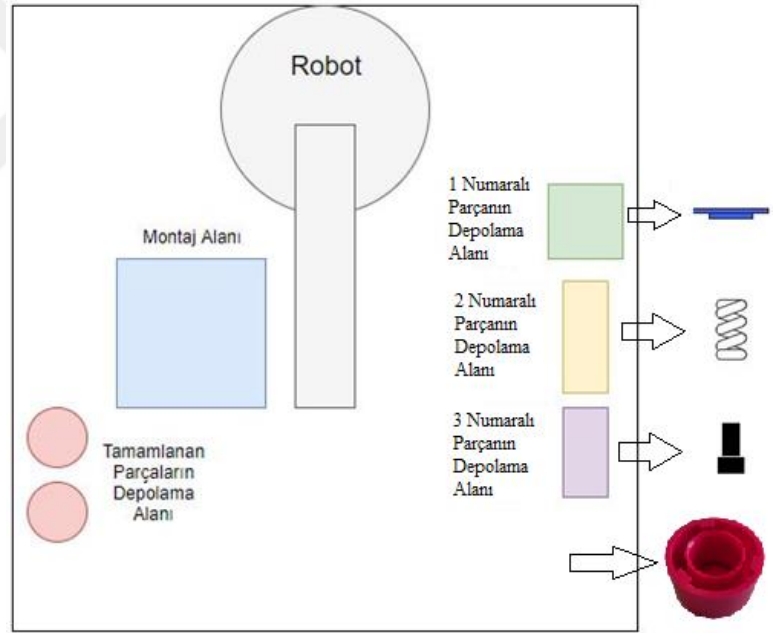 Robot
1 Numaralı
Parçanın
Depolama
Alanı
Montaj Alanı
2 Numaralı
Parçanın
Depolama
Alanı
3 Numaralı
Parçanın
Depolama
Alanı
Tamamlanan
Parçaların
Depolama
Alanı